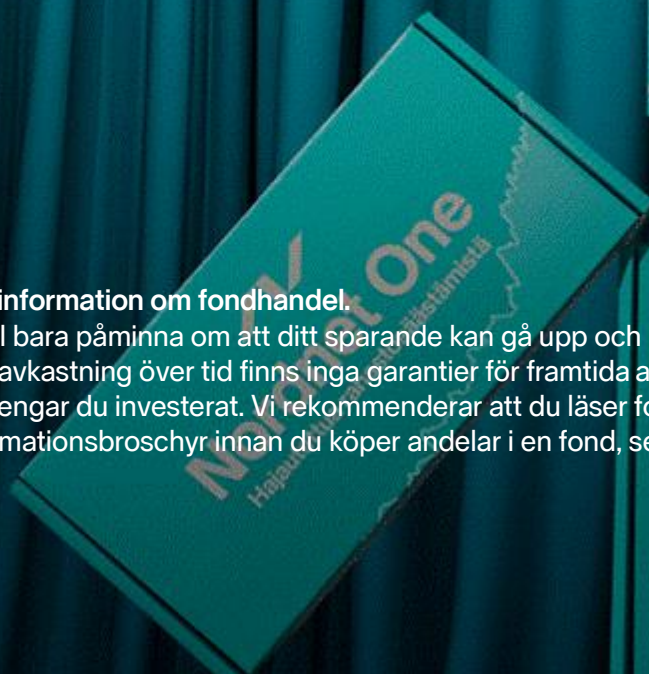 information om fondhandel.
l bara påminna om att ditt sparande kan gå upp och
avkastning över tid finns inga garantier för framtida a
engar du investerat. Vi rekommenderar att du läser fo
mationsbroschyr innan du köper andelar i en fond, se
Nordnet One